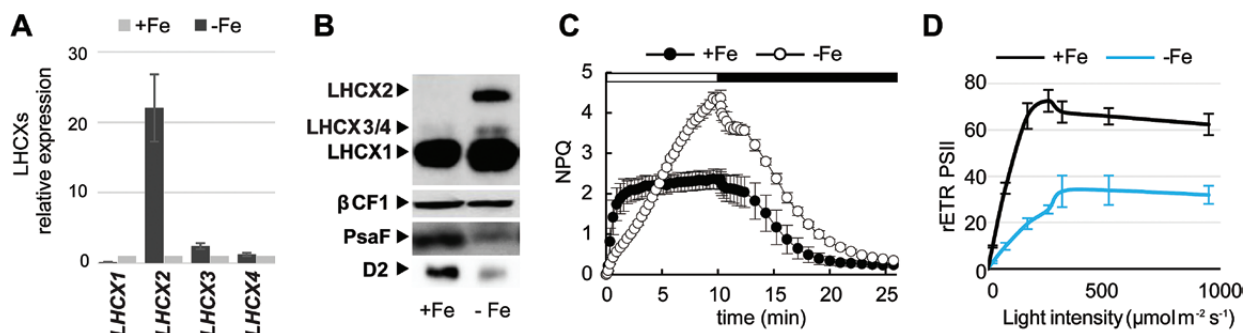 A
+Fe -Fe
30
20
10
0
LHCXs
relative expression
LHCX1
LHCX2
LHCX3
LHCX4
B
LHCX2
LHCX3/4
LHCX1
βCF1
PsaF
D2
+Fe - Fe
C
+Fe -Fe
5
4
3
2
1
0
NPQ
0 5 10 15 20 25
time (min)
D
+Fe -Fe
80
60
40
20
0
rETR PSII
0 500 1000
Light intensity (µmol m⁻² s⁻¹)